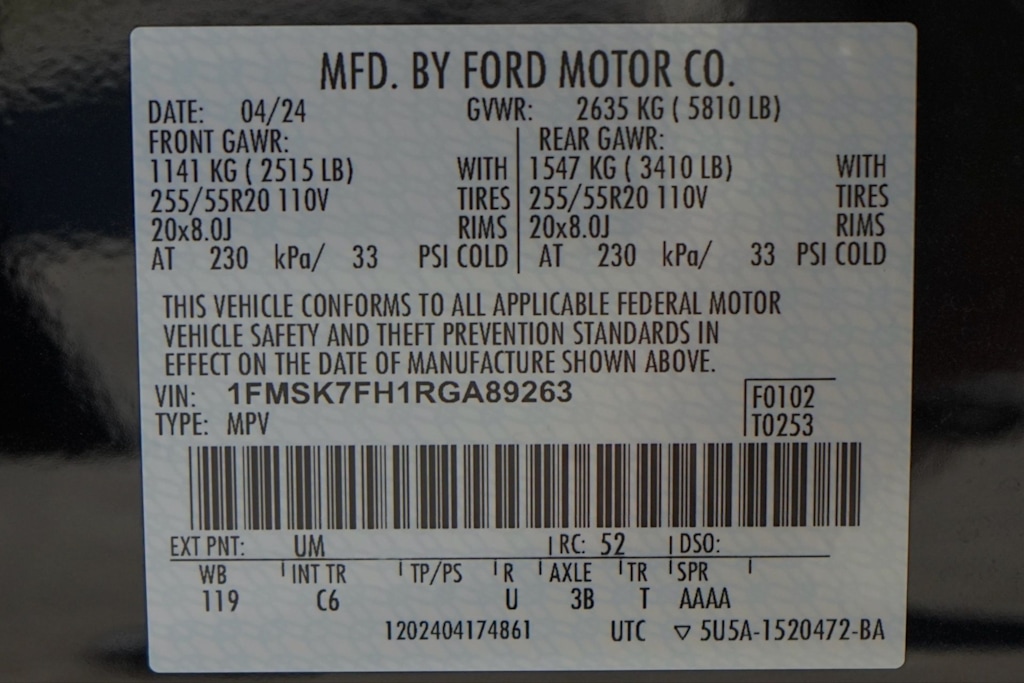 MFD. BY FORD MOTOR CO.
DATE: 04/24 GVWR: 2635 KG ( 5810 LB)
FRONT GAWR: REAR GAWR:
1141 KG ( 2515 LB) WITH 1547 KG ( 3410 LB) WITH
255/55R20 110V TIRES 255/55R20 110V TIRES
20x8.0J RIMS 20x8.0J RIMS
AT 230 kPa/ 33 PSI COLD AT 230 kPa/ 33 PSI COLD
THIS VEHICLE CONFORMS TO ALL APPLICABLE FEDERAL MOTOR
VEHICLE SAFETY AND THEFT PREVENTION STANDARDS IN
EFFECT ON THE DATE OF MANUFACTURE SHOWN ABOVE.
VIN: 1FMSK7FH1RGA89263 F0102
TYPE: MPV T0253
EXT PNT: UM RC: 52 DSO:
WB INT TR TP/PS R AXLE TR SPR
119 C6 U 3B T AAAA
1202404174861 UTC ▽ 5U5A-1520472-BA